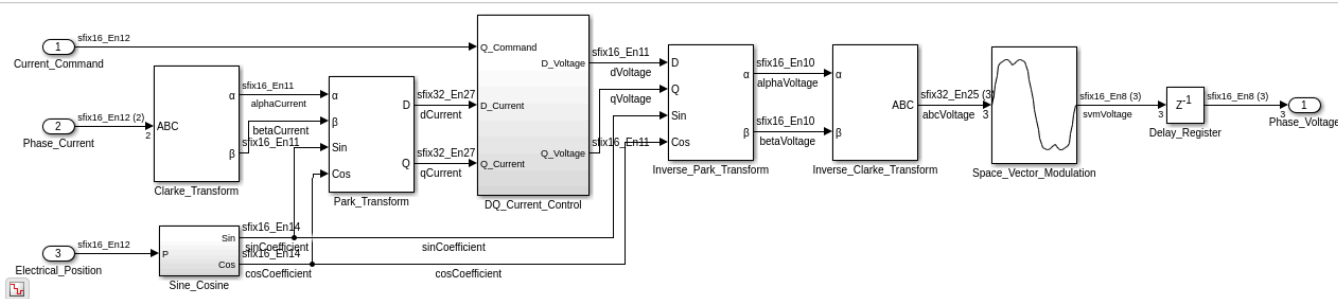 1
sfix16_En12
Current_Command
2
sfix16_En12 (2)
2
Phase_Current
3
sfix16_En12
Electrical_Position
ABC
α
β
Clarke_Transform
sfix16_En11
alphaCurrent
betaCurrent
sfix16_En11
P
Sin
Cos
Sine_Cosine
sfix16_En14
sinCoefficient
sfix16_En14
cosCoefficient
sinCoefficient
cosCoefficient
α
β
Sin
Cos
D
Q
Park_Transform
sfix32_En27
dCurrent
sfix32_En27
qCurrent
Q_Command
D_Current
Q_Current
D_Voltage
Q_Voltage
DQ_Current_Control
sfix16_En11
dVoltage
qVoltage
sfix16_En11
D
Q
Sin
Cos
α
β
Inverse_Park_Transform
sfix16_En10
alphaVoltage
sfix16_En10
betaVoltage
α
β
ABC
Inverse_Clarke_Transform
sfix32_En25 (3)
abcVoltage
3
Space_Vector_Modulation
sfix16_En8 (3)
svmVoltage
3
Z-1
Delay_Register
sfix16_En8 (3)
3
1
Phase_Voltage